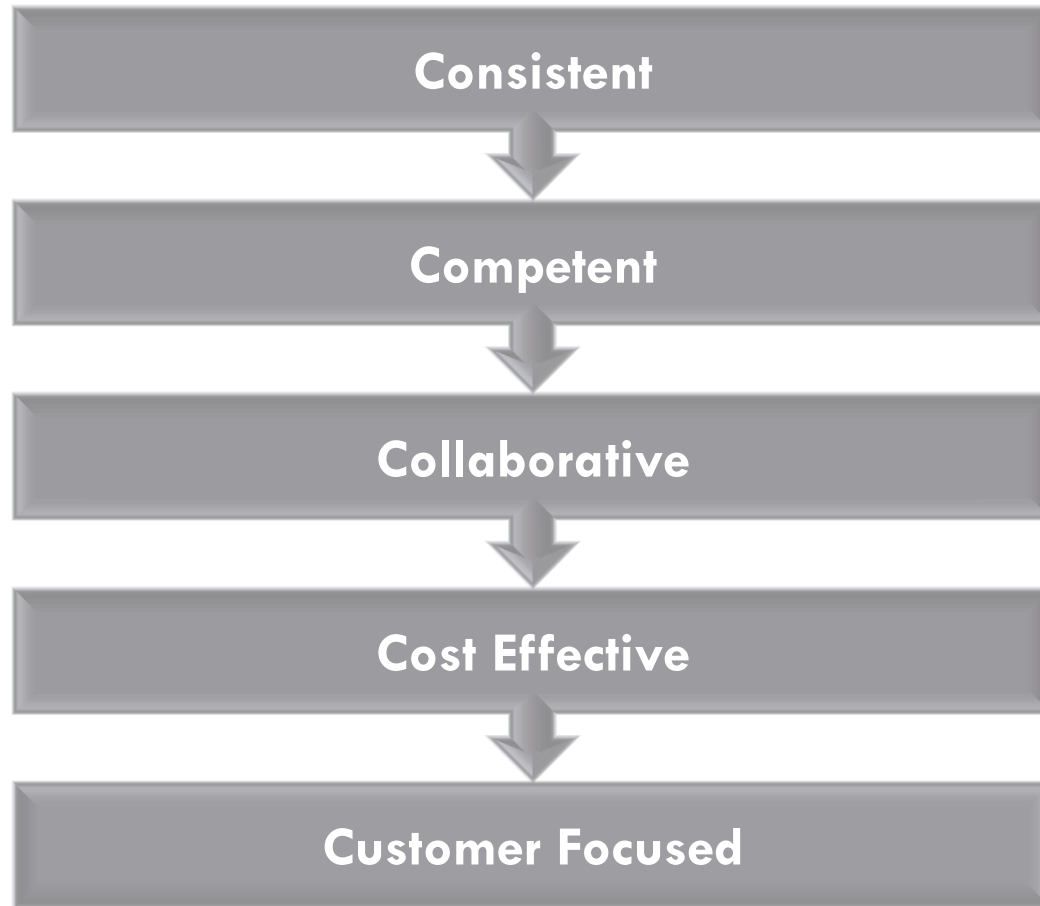 Consistent
Competent
Collaborative
Cost Effective
Customer Focused